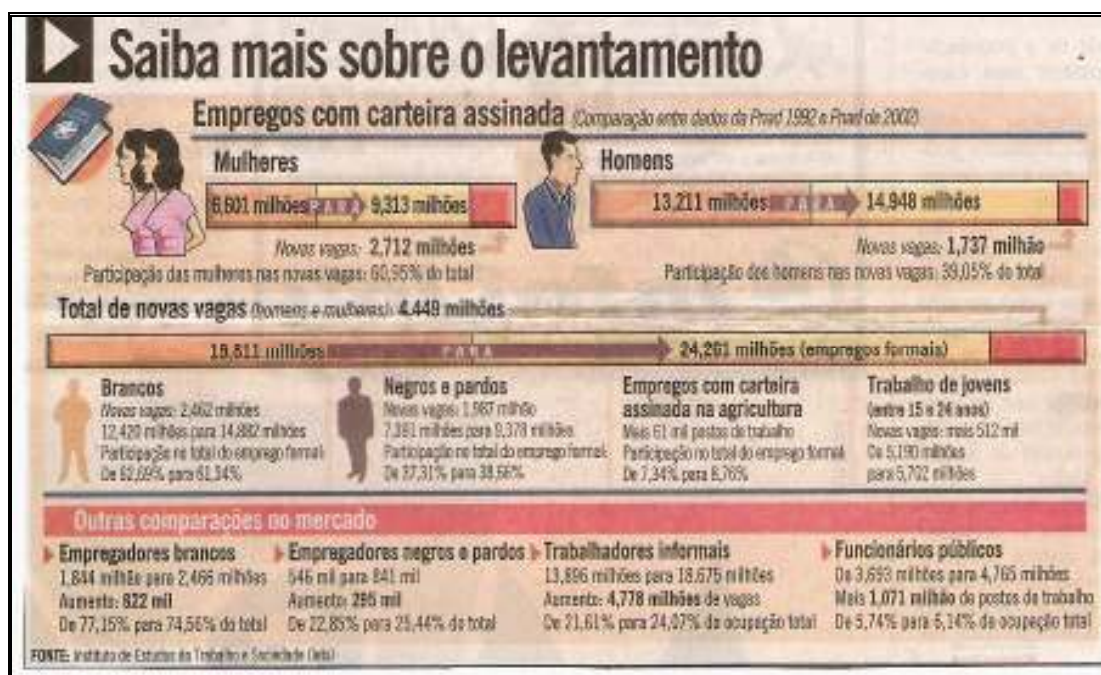 Saiba mais sobre o levantamento
Empregos com carteira assinada (Comparação entre dados da Pnad 1992 e Pnad de 2002)
Mulheres
6,601 milhões PARA 9,313 milhões
Novas vagas: 2,712 milhões
Participação das mulheres nas novas vagas: 60,95% do total
Homens
13,211 milhões PARA 14,948 milhões
Novas vagas: 1,737 milhão
Participação dos homens nas novas vagas: 39,05% do total
Total de novas vagas (homens e mulheres): 4.449 milhões
19,811 milhões PARA 24,261 milhões (empregos formais)
Brancos
Novas vagas: 2,462 milhões
12,420 milhões para 14,882 milhões
Participação no total do emprego formal
De 62,69% para 61,34%
Negros e pardos
Novas vagas: 1,987 milhão
7,391 milhões para 9,378 milhões
Participação no total do emprego formal
De 37,31% para 38,66%
Empregos com carteira
assinada na agricultura
Mais 61 mil postos de trabalho
Participação no total do emprego formal
De 7,34% para 6,76%
Trabalho de jovens
(entre 15 e 24 anos)
Novas vagas: mais 512 mil
De 5,190 milhões
para 5,702 milhões
Outras comparações no mercado
Empregadores brancos
1,844 milhão para 2,466 milhões
Aumento: 622 mil
De 77,15% para 74,56% do total
Empregadores negros e pardos
546 mil para 841 mil
Aumento: 295 mil
De 22,85% para 25,44% do total
Trabalhadores informais
13,896 milhões para 18,675 milhões
Aumento: 4,778 milhões de vagas
De 21,61% para 24,07% da ocupação total
Funcionários públicos
De 3,693 milhões para 4,765 milhões
Mais 1,071 milhão de postos de trabalho
De 5,74% para 6,14% da ocupação total
FONTE: Instituto de Estudos do Trabalho e Sociedade (Iets)